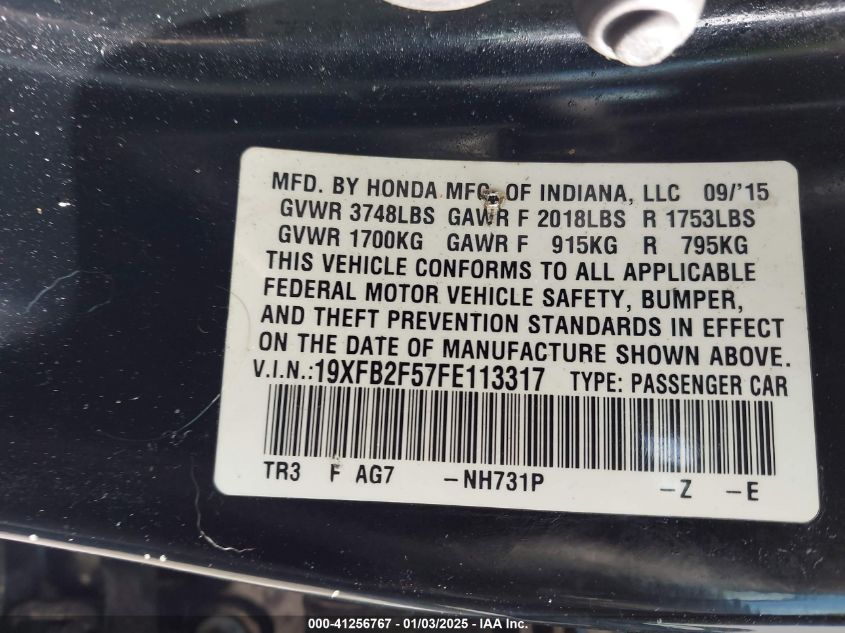 MFD. BY HONDA MFG. OF INDIANA, LLC 09/'15
GVWR 3748LBS GAWR F 2018LBS R 1753LBS
GVWR 1700KG GAWR F 915KG R 795KG
THIS VEHICLE CONFORMS TO ALL APPLICABLE
FEDERAL MOTOR VEHICLE SAFETY, BUMPER,
AND THEFT PREVENTION STANDARDS IN EFFECT
ON THE DATE OF MANUFACTURE SHOWN ABOVE.
V.I.N.:19XFB2F57FE113317 TYPE: PASSENGER CAR
TR3 F AG7 -NH731P -Z -E
000-41256767 - 01/03/2025 - IAA Inc.